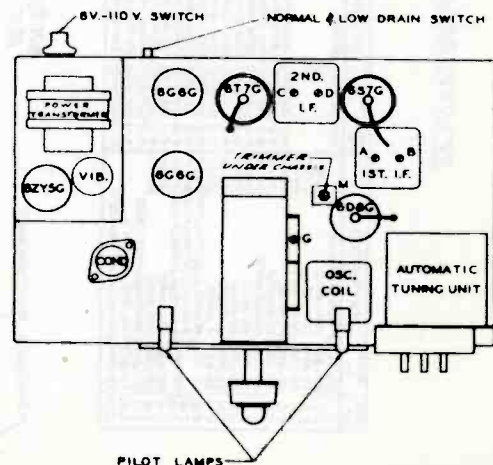 6V.-110 V. SWITCH
NORMAL & LOW DRAIN SWITCH
POWER
TRANSFORMER
6G6G
6T7G
2ND.
C D
I.F.
6S7G
A B
1ST. I.F.
6ZY5G
VIB.
6G6G
TRIMMER
UNDER CHASSIS
M
6D8G
G
COND
OSC.
COIL
AUTOMATIC
TUNING UNIT
PILOT LAMPS